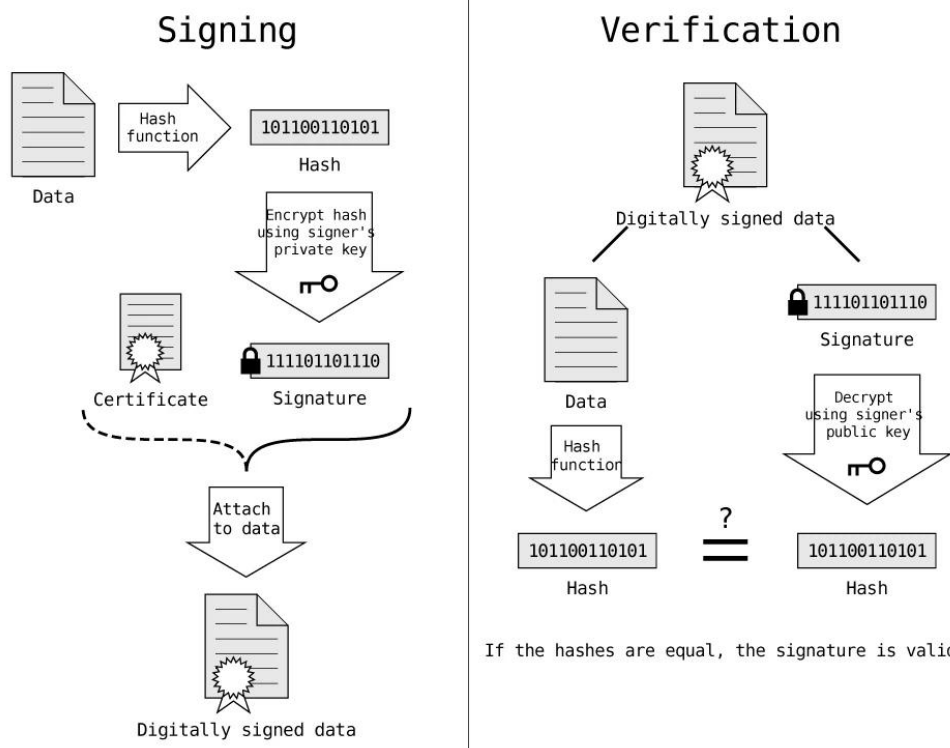 Signing
Hash
function
101100110101
Hash
Data
Encrypt hash
using signer's
private key
111101101110
Certificate
Signature
Attach
to data
Digitally signed data
Verification
Digitally signed data
111101101110
Signature
Data
Decrypt
using signer's
public key
Hash
function
?
=
101100110101
101100110101
Hash
Hash
If the hashes are equal, the signature is valid